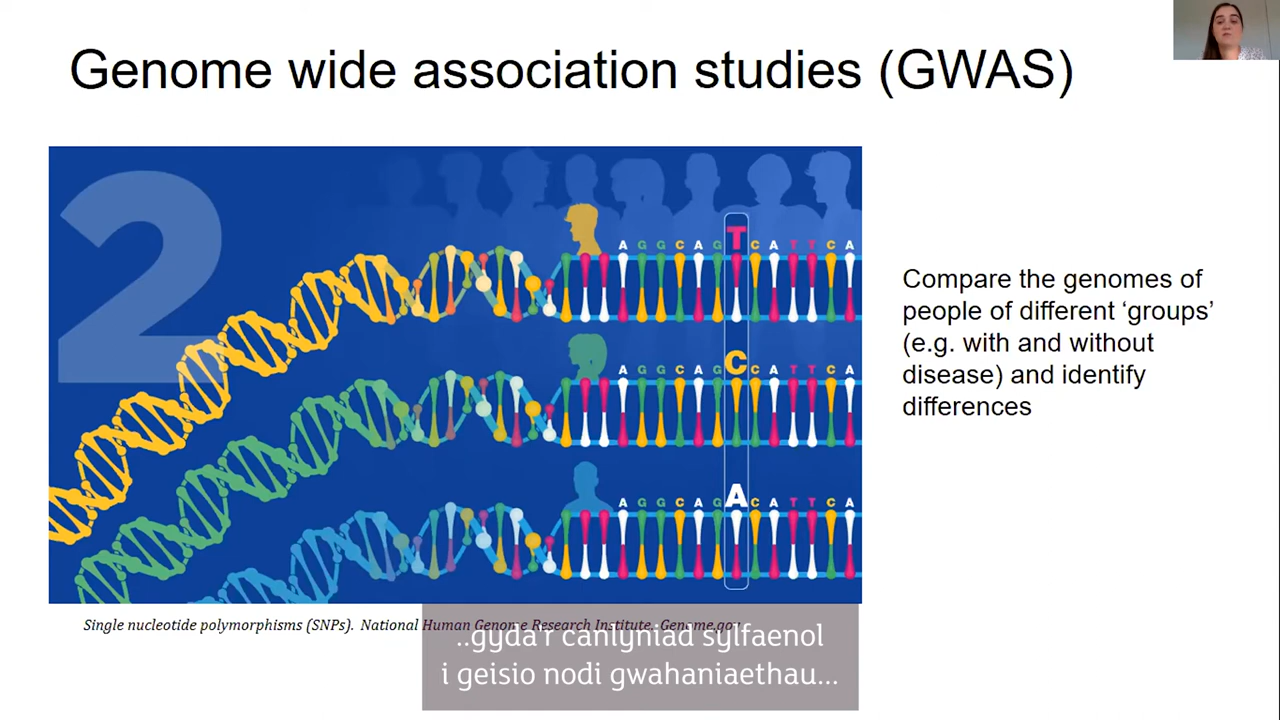 Genome wide association studies (GWAS)
2
A G G C A G T C A T T C A
A G G C A G C C A T T C A
A G G C A G A C A T T C A
Compare the genomes of
people of different ‘groups’
(e.g. with and without
disease) and identify
differences
Single nucleotide polymorphisms (SNPs). National Human Genome Research Institute. Genome.gov
..gyda'r canlyniad sylfaenol
i geisio nodi gwahaniaethau...